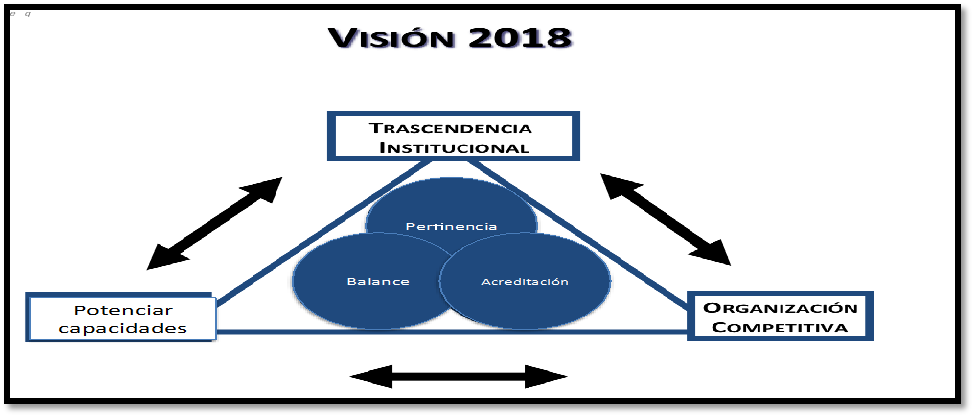 e q
VISIÓN 2018
TRASCENDENCIA
INSTITUCIONAL
Pertinencia
Balance
Acreditación
Potenciar
capacidades
ORGANIZACIÓN
COMPETITIVA